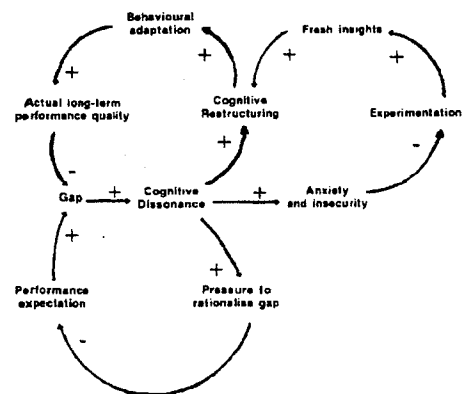 Behavioural
adaptation
Fresh insights
+
+
+
+
Actual long-term
performance quality
Cognitive
Restructuring
Experimentation
+
-
-
Gap
+
Cognitive
Dissonance
+
Anxiety
and insecurity
+
+
Performance
expectation
Pressure to
rationalise gap
-